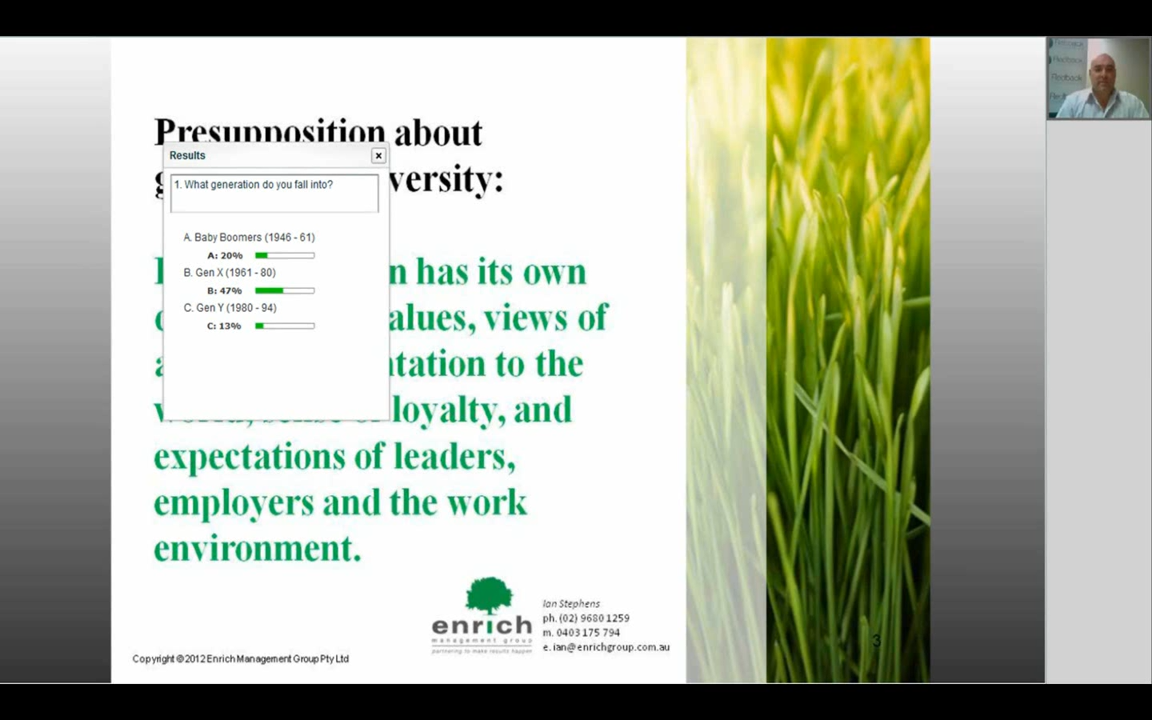 Presupposition about
Results
versity:
1. What generation do you fall into?
A. Baby Boomers (1946 - 61)
A: 20%
B. Gen X (1961 - 80)
B: 47%
C. Gen Y (1980 - 94)
C: 13%
has its own
values, views of
to the
loyalty, and
expectations of leaders,
employers and the work
environment.
enrich
management group
partnering to make results happen
Ian Stephens
ph. (02) 9680 1259
m. 0403 175 794
e. ian@enrichgroup.com.au
3
Copyright ©2012 Enrich Management Group Pty Ltd
Redback
Redback